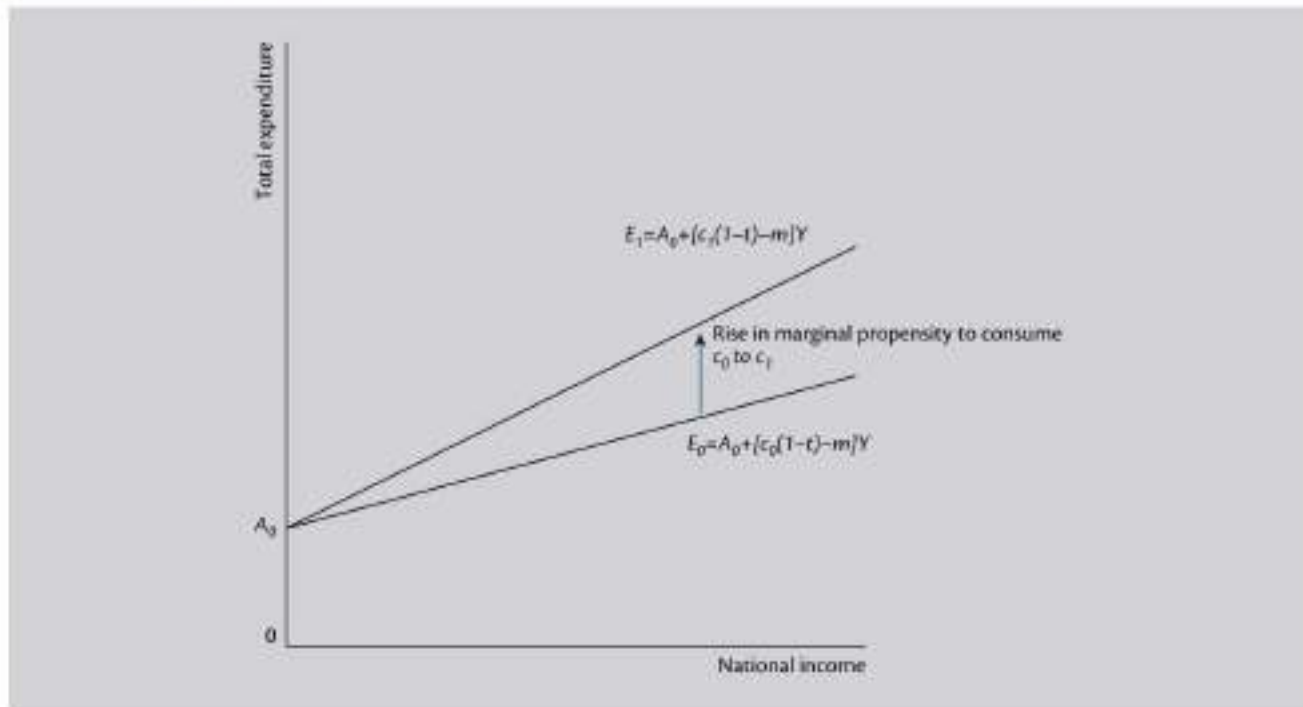 Total expenditure
E₁=A₀+[c₁(1–t)–m]Y
Rise in marginal propensity to consume
c₀ to c₁
E₀=A₀+[c₀(1–t)–m]Y
A₀
0
National income